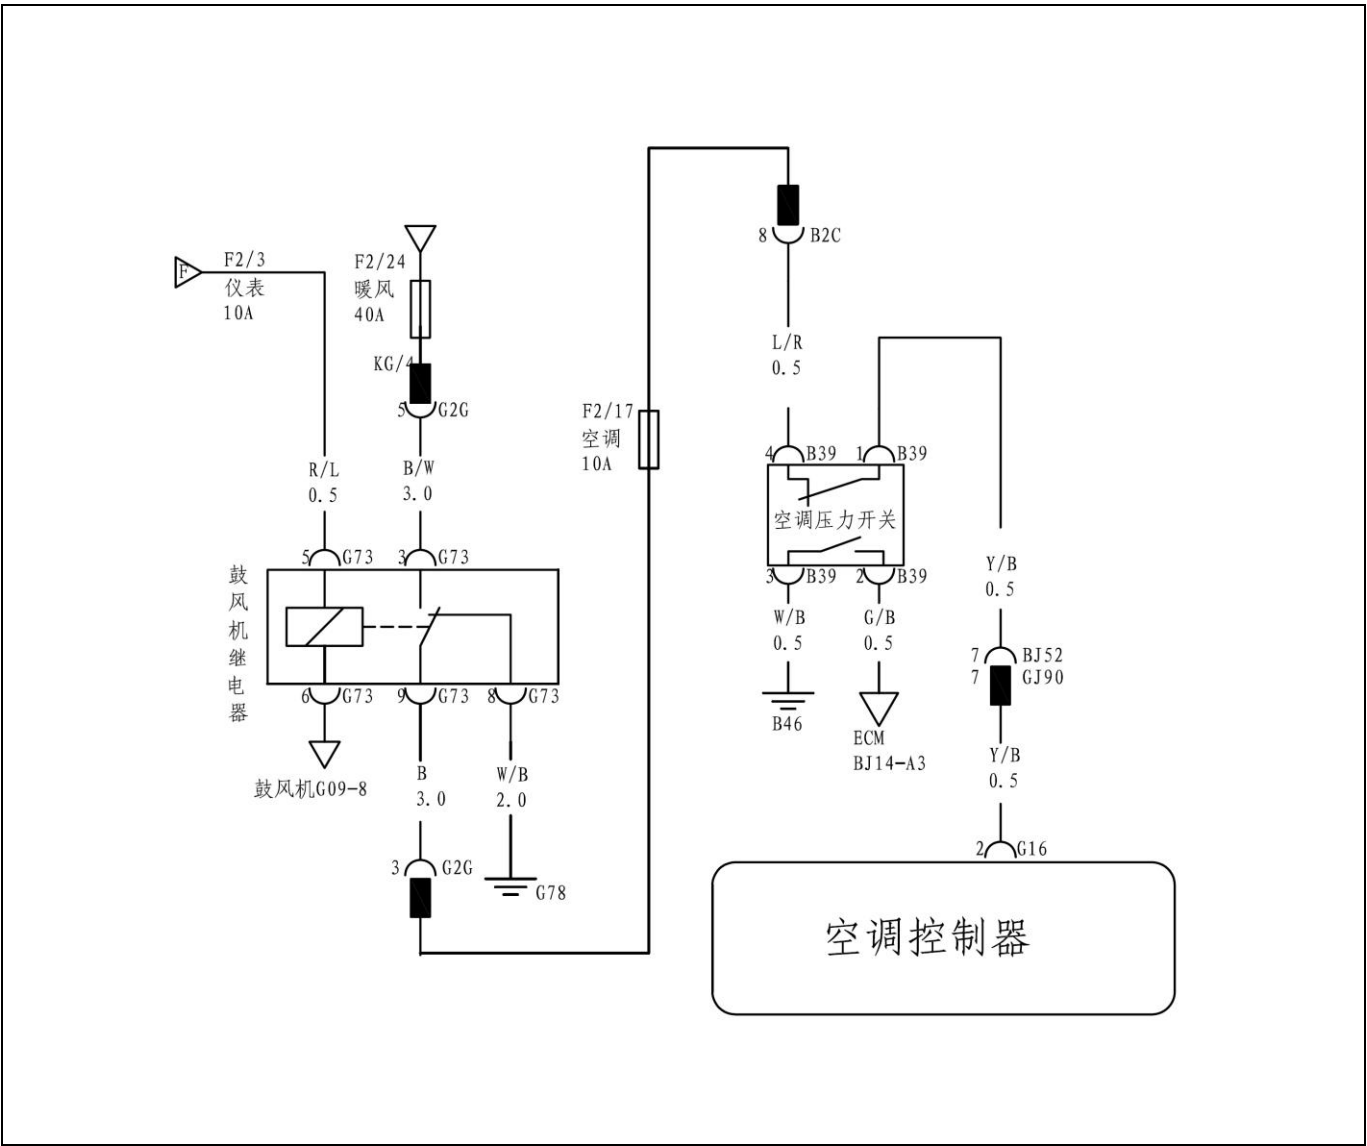 F
F2/3
仪表
10A
F2/24
暖风
40A
KG/4
5
G2G
R/L
0.5
B/W
3.0
5
G73
3
G73
鼓风机继电器
6
G73
9
G73
8
G73
鼓风机G09-8
B
3.0
W/B
2.0
3
G2G
G78
F2/17
空调
10A
8
B2C
L/R
0.5
4
B39
1
B39
空调压力开关
3
B39
2
B39
W/B
0.5
G/B
0.5
B46
ECM
BJ14-A3
Y/B
0.5
7
BJ52
7
GJ90
Y/B
0.5
2
G16
空调控制器